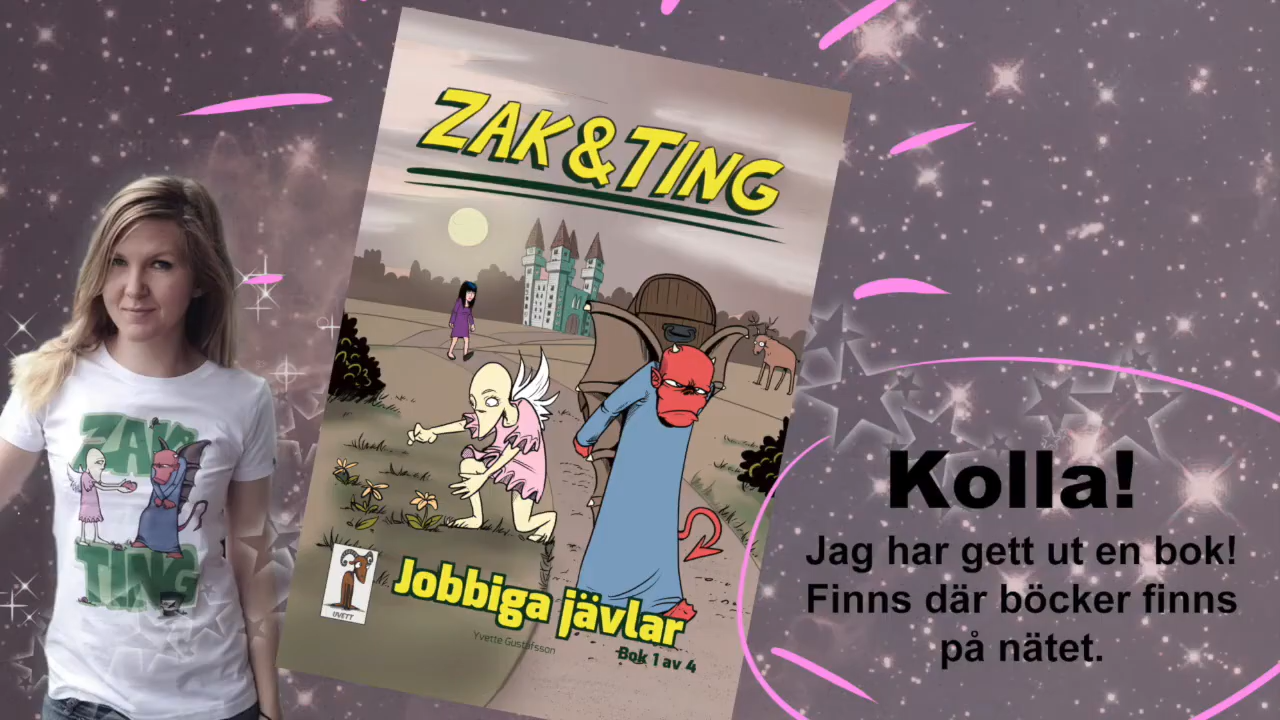 ZAK & TING
ZAK
TING
Kolla!
Jag har gett ut en bok!
Finns där böcker finns
på nätet.
UVETT
Jobbiga jävlar
Yvette Gustafsson
Bok 1 av 4